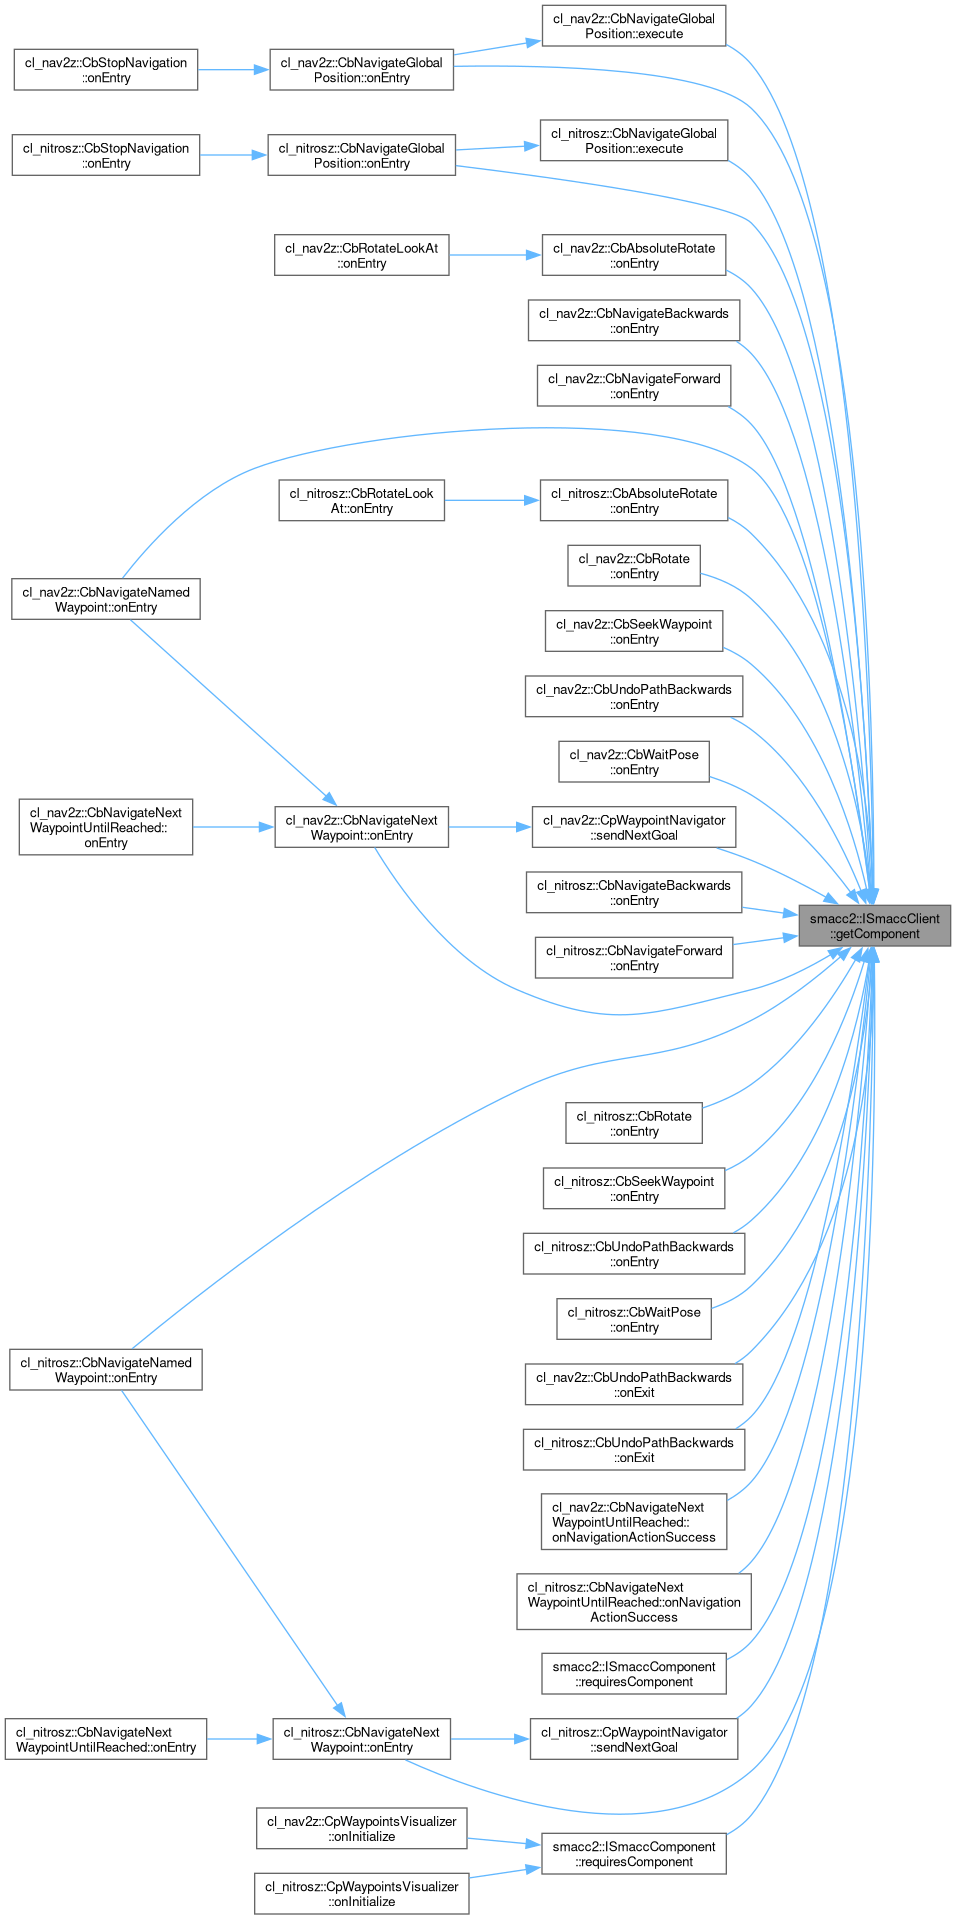 cl_nav2z::CbNavigateGlobal
Position::execute
cl_nav2z::CbStopNavigation
::onEntry
cl_nav2z::CbNavigateGlobal
Position::onEntry
cl_nitrosz::CbNavigateGlobal
Position::execute
cl_nitrosz::CbStopNavigation
::onEntry
cl_nitrosz::CbNavigateGlobal
Position::onEntry
cl_nav2z::CbRotateLookAt
::onEntry
cl_nav2z::CbAbsoluteRotate
::onEntry
cl_nav2z::CbNavigateBackwards
::onEntry
cl_nav2z::CbNavigateForward
::onEntry
cl_nitrosz::CbRotateLook
At::onEntry
cl_nitrosz::CbAbsoluteRotate
::onEntry
cl_nav2z::CbRotate
::onEntry
cl_nav2z::CbNavigateNamed
Waypoint::onEntry
cl_nav2z::CbSeekWaypoint
::onEntry
cl_nav2z::CbUndoPathBackwards
::onEntry
cl_nav2z::CbWaitPose
::onEntry
cl_nav2z::CbNavigateNext
WaypointUntilReached::
onEntry
cl_nav2z::CbNavigateNext
Waypoint::onEntry
cl_nav2z::CpWaypointNavigator
::sendNextGoal
cl_nitrosz::CbNavigateBackwards
::onEntry
smacc2::ISmaccClient
::getComponent
cl_nitrosz::CbNavigateForward
::onEntry
cl_nitrosz::CbRotate
::onEntry
cl_nitrosz::CbSeekWaypoint
::onEntry
cl_nitrosz::CbUndoPathBackwards
::onEntry
cl_nitrosz::CbWaitPose
::onEntry
cl_nitrosz::CbNavigateNamed
Waypoint::onEntry
cl_nav2z::CbUndoPathBackwards
::onExit
cl_nitrosz::CbUndoPathBackwards
::onExit
cl_nav2z::CbNavigateNext
WaypointUntilReached::
onNavigationActionSuccess
cl_nitrosz::CbNavigateNext
WaypointUntilReached::onNavigation
ActionSuccess
smacc2::ISmaccComponent
::requiresComponent
cl_nitrosz::CbNavigateNext
WaypointUntilReached::onEntry
cl_nitrosz::CbNavigateNext
Waypoint::onEntry
cl_nitrosz::CpWaypointNavigator
::sendNextGoal
cl_nav2z::CpWaypointsVisualizer
::onInitialize
smacc2::ISmaccComponent
::requiresComponent
cl_nitrosz::CpWaypointsVisualizer
::onInitialize